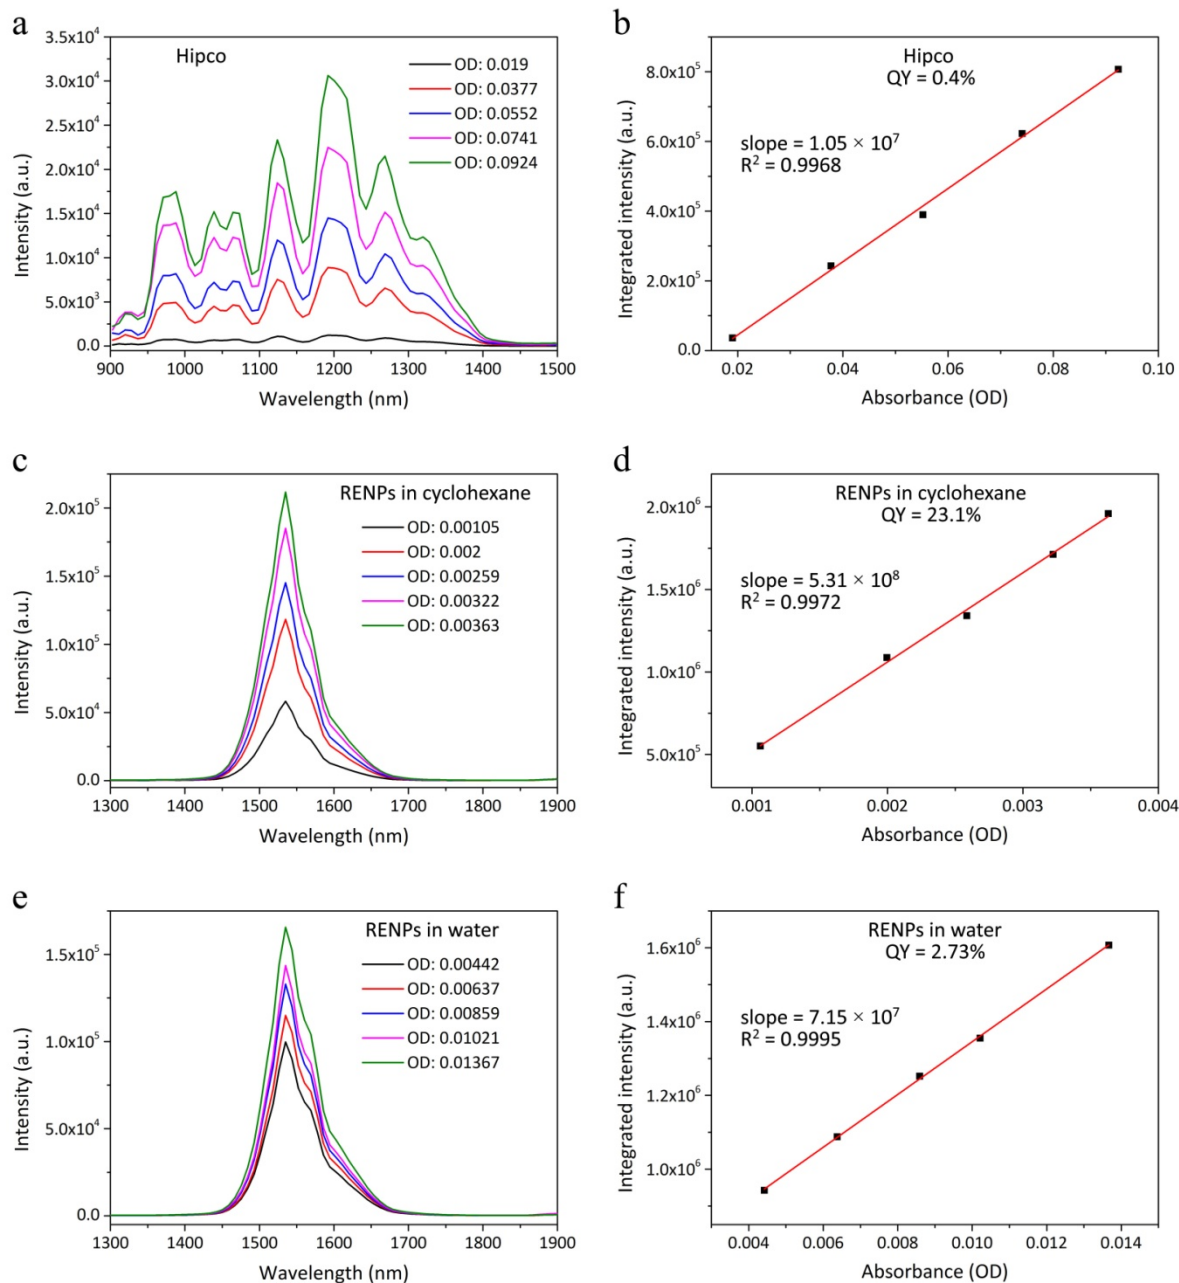 a
3.5x10⁴
3.0x10⁴
2.5x10⁴
2.0x10⁴
1.5x10⁴
1.0x10⁴
5.0x10³
0.0
Intensity (a.u.)
Hipco
OD: 0.019
OD: 0.0377
OD: 0.0552
OD: 0.0741
OD: 0.0924
900 1000 1100 1200 1300 1400 1500
Wavelength (nm)
b
8.0x10⁵
6.0x10⁵
4.0x10⁵
2.0x10⁵
0.0
Integrated intensity (a.u.)
Hipco
QY = 0.4%
slope = 1.05 × 10⁷
R² = 0.9968
0.02 0.04 0.06 0.08 0.10
Absorbance (OD)
c
2.0x10⁵
1.5x10⁵
1.0x10⁵
5.0x10⁴
0.0
Intensity (a.u.)
RENPs in cyclohexane
OD: 0.00105
OD: 0.002
OD: 0.00259
OD: 0.00322
OD: 0.00363
1300 1400 1500 1600 1700 1800 1900
Wavelength (nm)
d
2.0x10⁶
1.5x10⁶
1.0x10⁶
5.0x10⁵
Integrated intensity (a.u.)
RENPs in cyclohexane
QY = 23.1%
slope = 5.31 × 10⁸
R² = 0.9972
0.001 0.002 0.003 0.004
Absorbance (OD)
e
1.5x10⁵
1.0x10⁵
5.0x10⁴
0.0
Intensity (a.u.)
RENPs in water
OD: 0.00442
OD: 0.00637
OD: 0.00859
OD: 0.01021
OD: 0.01367
1300 1400 1500 1600 1700 1800 1900
Wavelength (nm)
f
1.6x10⁶
1.4x10⁶
1.2x10⁶
1.0x10⁶
Integrated intensity (a.u.)
RENPs in water
QY = 2.73%
slope = 7.15 × 10⁷
R² = 0.9995
0.004 0.006 0.008 0.010 0.012 0.014
Absorbance (OD)